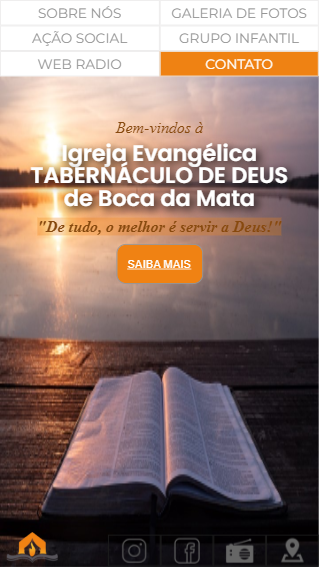 SOBRE NÓS
GALERIA DE FOTOS
AÇÃO SOCIAL
GRUPO INFANTIL
WEB RADIO
CONTATO
Bem-vindos à
Igreja Evangélica
TABERNÁCULO DE DEUS
de Boca da Mata
"De tudo, o melhor é servir a Deus!"
SAIBA MAIS